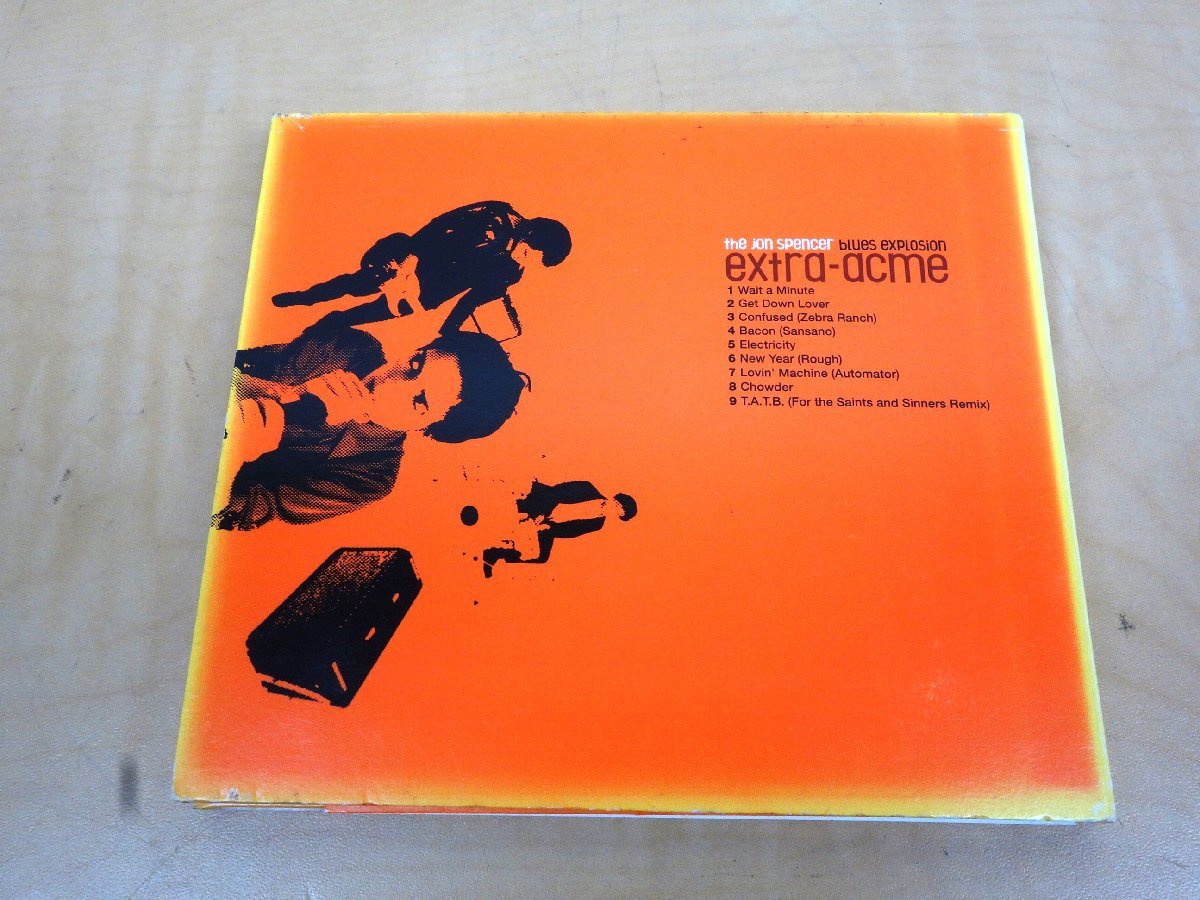 the jon spencer blues explosion
extra-acme
1 Wait a Minute
2 Get Down Lover
3 Confused (Zebra Ranch)
4 Bacon (Sansano)
5 Electricity
6 New Year (Rough)
7 Lovin' Machine (Automator)
8 Chowder
9 T.A.T.B. (For the Saints and Sinners Remix)